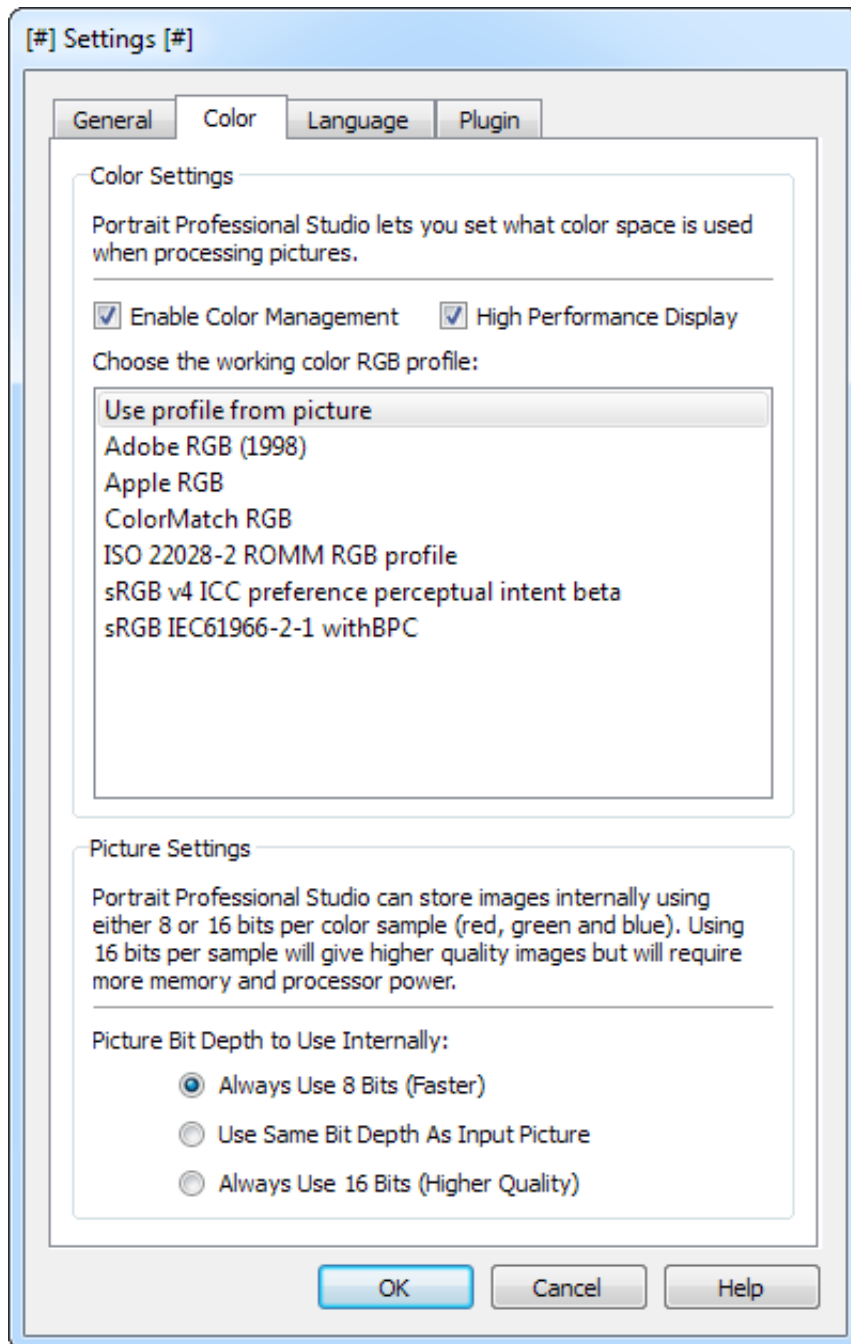 [#] Settings [#]
General Color Language Plugin
Color Settings
Portrait Professional Studio lets you set what color space is used
when processing pictures.
Enable Color Management High Performance Display
Choose the working color RGB profile:
Use profile from picture
Adobe RGB (1998)
Apple RGB
ColorMatch RGB
ISO 22028-2 ROMM RGB profile
sRGB v4 ICC preference perceptual intent beta
sRGB IEC61966-2-1 withBPC
Picture Settings
Portrait Professional Studio can store images internally using
either 8 or 16 bits per color sample (red, green and blue). Using
16 bits per sample will give higher quality images but will require
more memory and processor power.
Picture Bit Depth to Use Internally:
Always Use 8 Bits (Faster)
Use Same Bit Depth As Input Picture
Always Use 16 Bits (Higher Quality)
OK Cancel Help